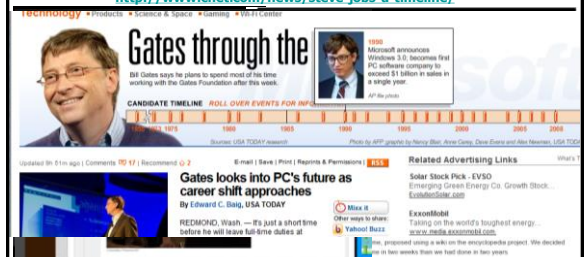 http://www.cnet.com/news/steve-jobs-a-timeline/
Technology Products Science & Space Gaming Wi-Fi Center
Gates through the
Bill Gates says he plans to spend most of his time
working with the Gates Foundation after this week.
1990
Microsoft announces
Windows 3.0; becomes first
PC software company to
exceed $1 billion in sales in
a single year.
AP file photo
CANDIDATE TIMELINE ROLL OVER EVENTS FOR
1975 1980 1985 1990 1995 2000 2005 2008
Sources: USA TODAY research
Photo by APP graphic by Nancy Blair, Anne Carey, Dave Evans and Alex Newman, USA TOD
Updated 9h 51m ago | Comments 17 | Recommend 2
E-mail | Save | Print | Reprints & Permissions | RSS
Gates looks into PC's future as
career shift approaches
By Edward C. Baig, USA TODAY
REDMOND, Wash. — It's just a short time
before he will leave full-time duties at
Mixx it
Other ways to share:
Yahoo! Buzz
Related Advertising Links What's T
Solar Stock Pick - EVSO
Emerging Green Energy Co. Growth Stock...
EvolutionSolar.com
ExxonMobil
Taking on the world's toughest energy...
www.media.exxonmobil.com
me, proposed using a wiki on the encyclopedia project. We decided
me in two weeks than we had done in two years